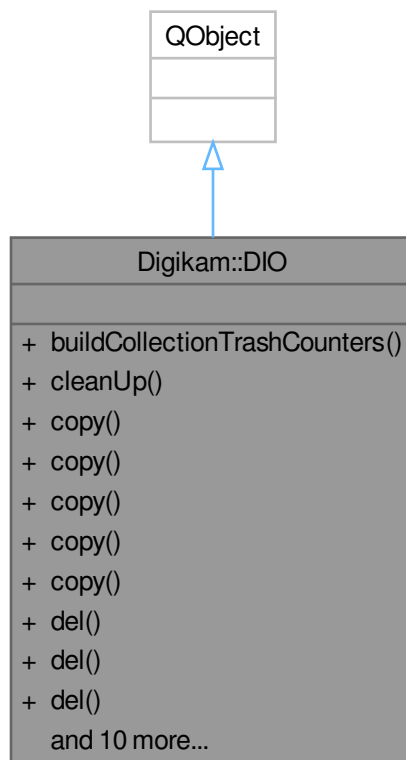 QObject
Digikam::DIO
+ buildCollectionTrashCounters()
+ cleanUp()
+ copy()
+ copy()
+ copy()
+ copy()
+ copy()
+ del()
+ del()
+ del()
and 10 more...